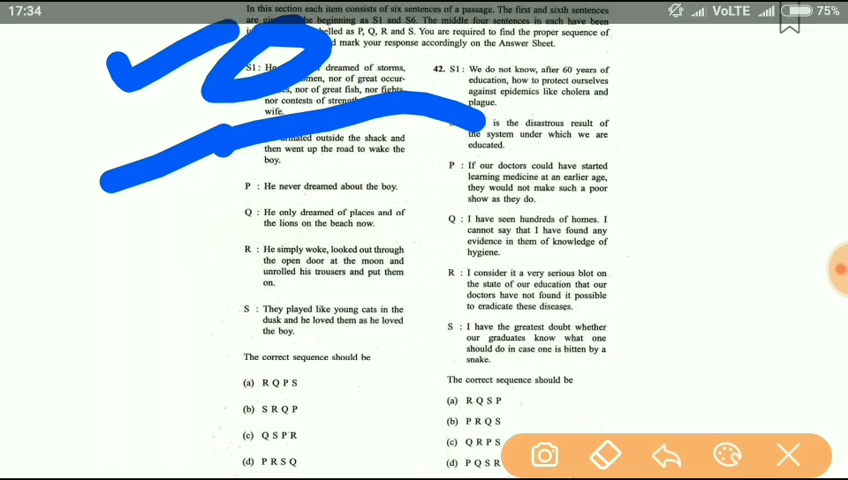 17:34
VoLTE
75%
In this section each item consists of six sentences of a passage. The first and sixth sentences
are the beginning as S1 and S6. The middle four sentences in each have been
as P, Q, R and S. You are required to find the proper sequence of
mark your response accordingly on the Answer Sheet.
S1 : dreamed of storms,
nor of great occur-
nor of great fish, nor fights,
nor contests of
wife.
outside the shack and
then went up the road to wake the
boy.
P : He never dreamed about the boy.
Q : He only dreamed of places and of
the lions on the beach now.
R : He simply woke, looked out through
the open door at the moon and
unrolled his trousers and put them
on.
S : They played like young cats in the
dusk and he loved them as he loved
the boy.
The correct sequence should be
(a) R Q P S
(b) S R Q P
(c) Q S P R
(d) P R S Q
42. S1 : We do not know, after 60 years of
education, how to protect ourselves
against epidemics like cholera and
plague.
is the disastrous result of
the system under which we are
educated.
P : If our doctors could have started
learning medicine at an earlier age,
they would not make such a poor
show as they do.
Q : I have seen hundreds of homes. I
cannot say that I have found any
evidence in them of knowledge of
hygiene.
R : I consider it a very serious blot on
the state of our education that our
doctors have not found it possible
to eradicate these diseases.
S : I have the greatest doubt whether
our graduates know what one
should do in case one is bitten by a
snake.
The correct sequence should be
(a) R Q S P
(b) P R Q S
(c) Q R P S
(d) P Q S R